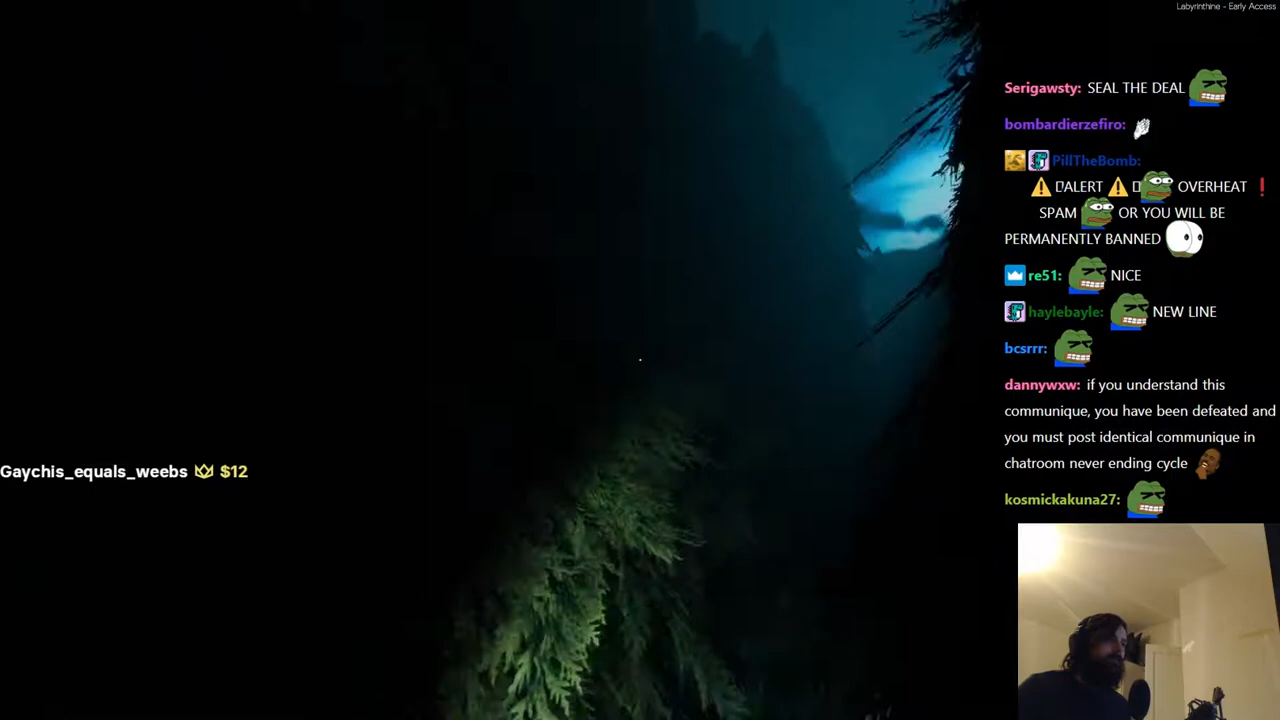 Labyrinthine - Early Access
Serigawsty: SEAL THE DEAL
bombardierzefiro:
PillTheBomb:
⚠️ ALERT ⚠️ OVERHEAT ❗
SPAM OR YOU WILL BE
PERMANENTLY BANNED
re51: NICE
haylebayle: NEW LINE
bcsrrr:
dannywxw: if you understand this
communique, you have been defeated and
you must post identical communique in
chatroom never ending cycle
kosmickakuna27:
Gaychis_equals_weebs $12